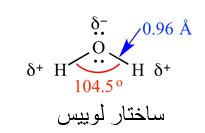 δ−
0.96 Å
O
δ+ H H δ+
104.5°
ساختار لوییس